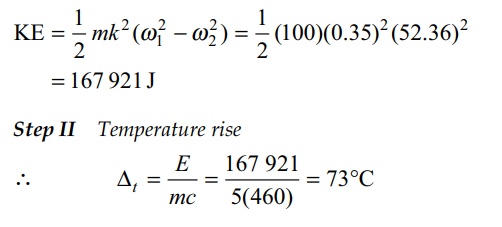 KE = 1/2 mk²(ω₁² − ω₂²) = 1/2 (100)(0.35)²(52.36)²
= 167 921 J
Step II Temperature rise
∴ Δₜ = E/mc = 167 921/5(460) = 73°C